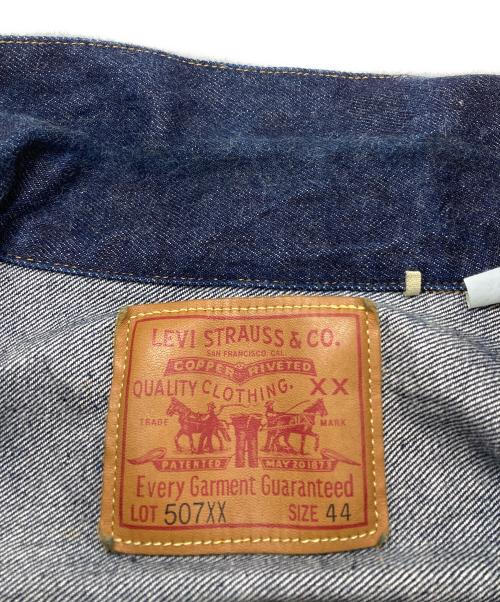 LEVI STRAUSS & CO.
SAN FRANCISCO, CAL.
COPPER RIVETED
QUALITY CLOTHING. XX
TRADE MARK
PATENTED MAY 20 1873
Every Garment Guaranteed
LOT 507XX SIZE 44